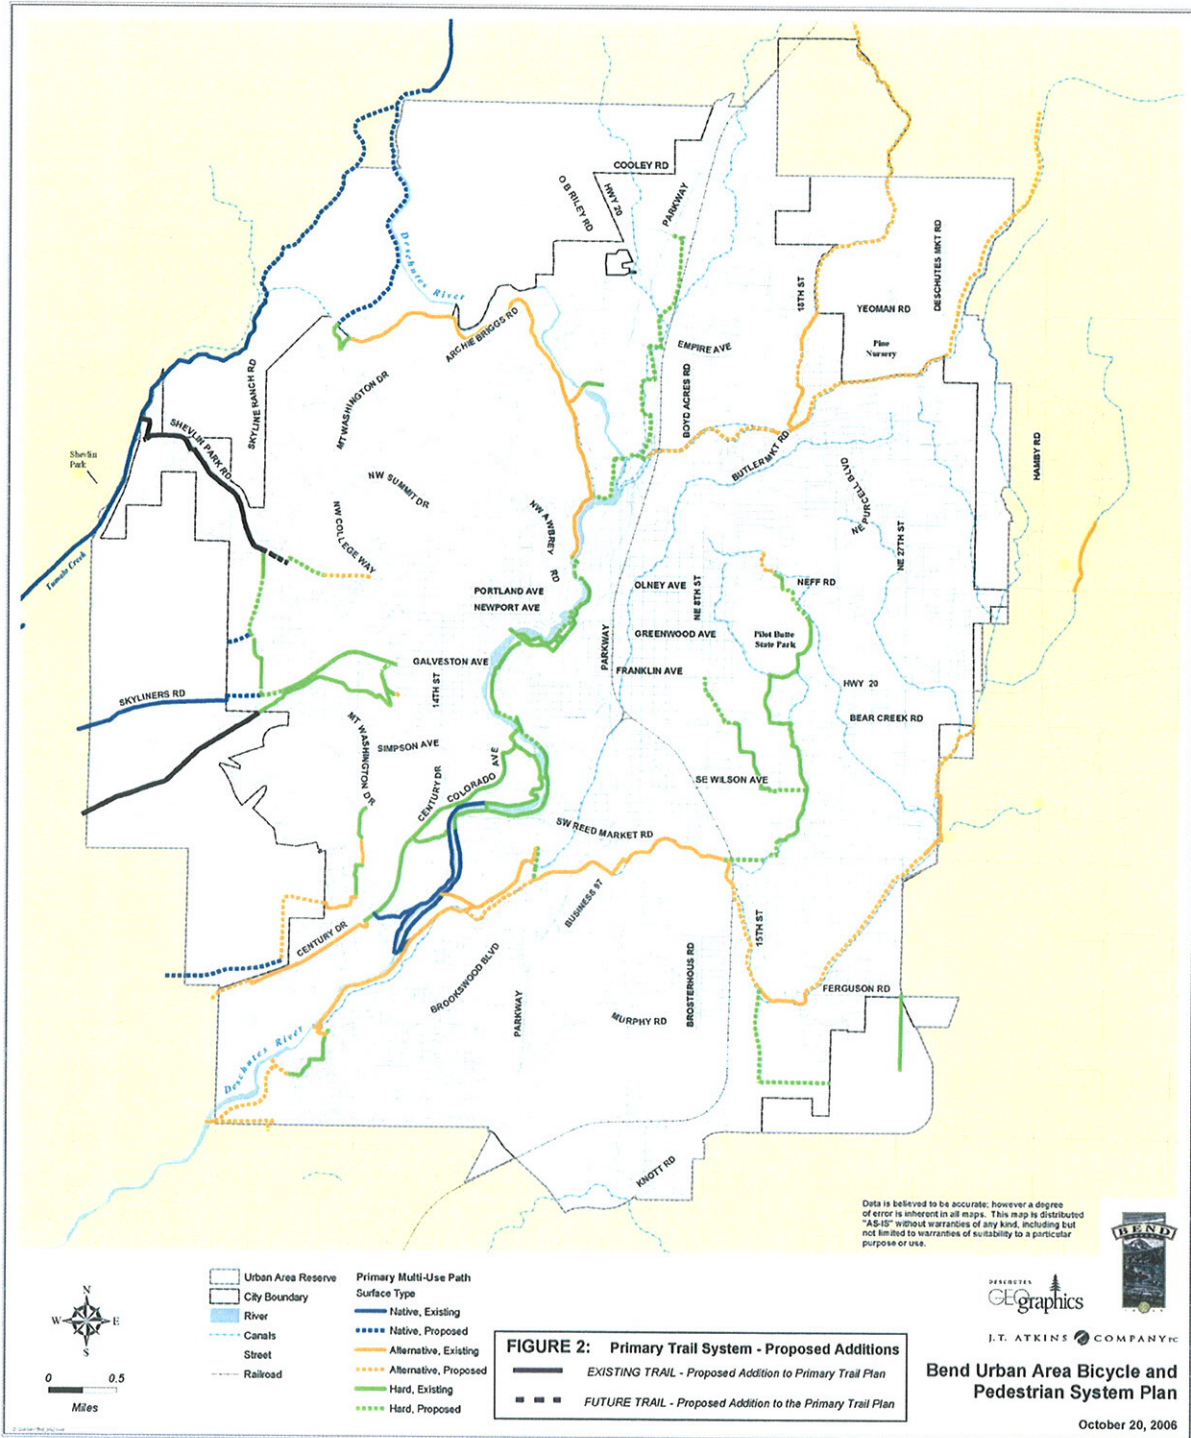 COOLEY RD
O B RILEY RD
HWY 20
PARKWAY
Deschutes River
18TH ST
DESCHUTES MKT RD
YEOMAN RD
Pine
Nursery
ARCHIE BRIGGS RD
EMPIRE AVE
BOYD ACRES RD
SKYLINE RANCH RD
MT WASHINGTON DR
SHEVLIN PARK RD
Shevlin
Park
NW SUMMIT DR
NW COLLEGE WAY
NW AWBREY RD
BUTLER MKT RD
NE PURCELL BLVD
NE 27TH ST
HAMBY RD
Tumalo Creek
PORTLAND AVE
NEWPORT AVE
OLNEY AVE
NE 8TH ST
NEFF RD
GREENWOOD AVE
Pilot Butte
State Park
PARKWAY
FRANKLIN AVE
GALVESTON AVE
14TH ST
HWY 20
SKYLINERS RD
BEAR CREEK RD
MT WASHINGTON DR
SIMPSON AVE
CENTURY DR
COLORADO AVE
SE WILSON AVE
SW REED MARKET RD
BUSINESS 97
15TH ST
CENTURY DR
BROOKSWOOD BLVD
PARKWAY
BROSTERHOUS RD
FERGUSON RD
MURPHY RD
Deschutes River
KNOTT RD
Data is believed to be accurate; however a degree
of error is inherent in all maps. This map is distributed
"AS-IS" without warranties of any kind, including but
not limited to warranties of suitability to a particular
purpose or use.
BEND
DESCHUTES
GEOgraphics
J.T. ATKINS COMPANY PC
Bend Urban Area Bicycle and
Pedestrian System Plan
October 20, 2006
N
W E
S
0 0.5
Miles
Urban Area Reserve
City Boundary
River
Canals
Street
Railroad
Primary Multi-Use Path
Surface Type
Native, Existing
Native, Proposed
Alternative, Existing
Alternative, Proposed
Hard, Existing
Hard, Proposed
FIGURE 2: Primary Trail System - Proposed Additions
EXISTING TRAIL - Proposed Addition to Primary Trail Plan
FUTURE TRAIL - Proposed Addition to the Primary Trail Plan